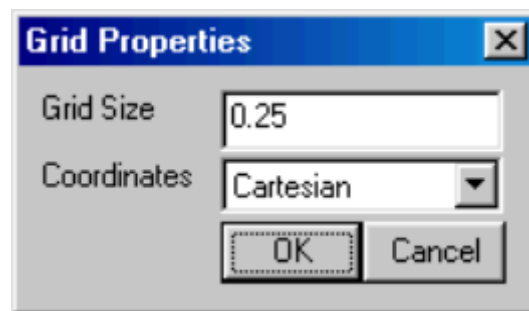 Grid Properties
Grid Size 0.25
Coordinates Cartesian
OK Cancel